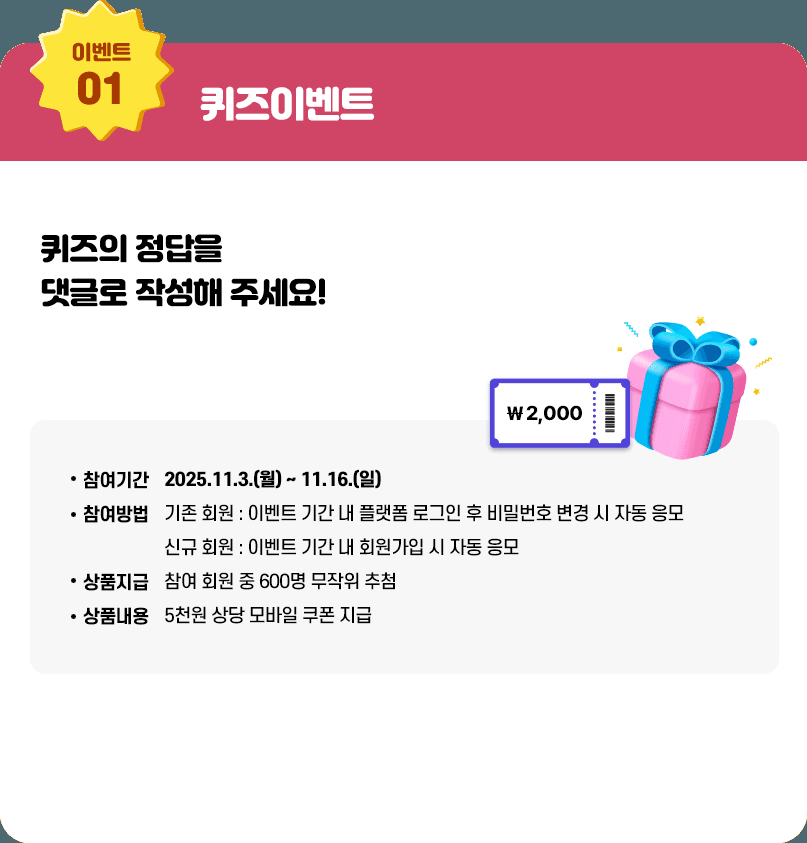 이벤트
01
퀴즈이벤트
퀴즈의 정답을
댓글로 작성해 주세요!
₩2,000
• 참여기간 2025.11.3.(월) ~ 11.16.(일)
• 참여방법 기존 회원 : 이벤트 기간 내 플랫폼 로그인 후 비밀번호 변경 시 자동 응모
신규 회원 : 이벤트 기간 내 회원가입 시 자동 응모
• 상품지급 참여 회원 중 600명 무작위 추첨
• 상품내용 5천원 상당 모바일 쿠폰 지급